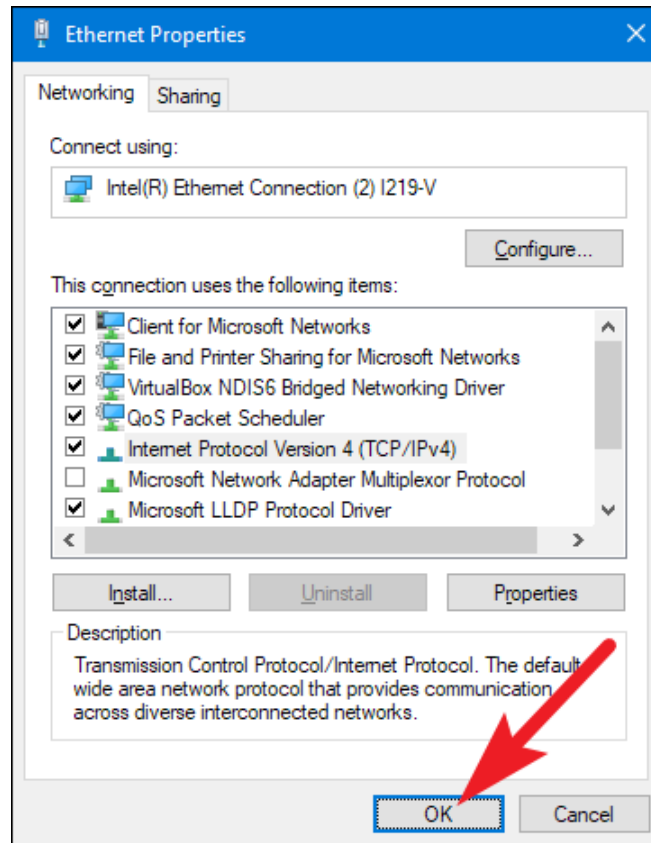 Ethernet Properties
Networking
Sharing
Connect using:
Intel(R) Ethernet Connection (2) I219-V
Configure...
This connection uses the following items:
Client for Microsoft Networks
File and Printer Sharing for Microsoft Networks
VirtualBox NDIS6 Bridged Networking Driver
QoS Packet Scheduler
Internet Protocol Version 4 (TCP/IPv4)
Microsoft Network Adapter Multiplexor Protocol
Microsoft LLDP Protocol Driver
Install...
Uninstall
Properties
Description
Transmission Control Protocol/Internet Protocol. The default
wide area network protocol that provides communication
across diverse interconnected networks.
OK
Cancel